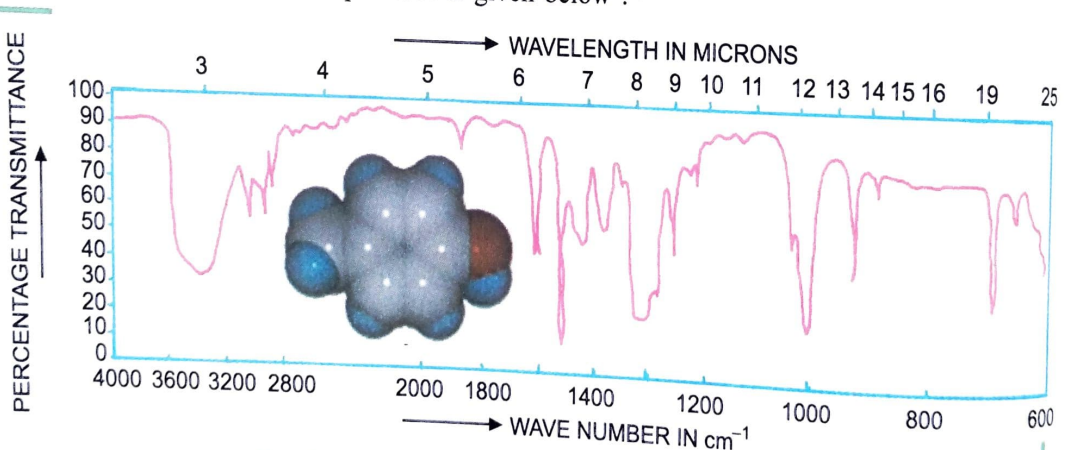 given below :
WAVELENGTH IN MICRONS
3 4 5 6 7 8 9 10 11 12 13 14 15 16 19 25
PERCENTAGE TRANSMITTANCE
100
90
80
70
60
50
40
30
20
10
0
4000 3600 3200 2800 2000 1800 1400 1200 1000 800 600
WAVE NUMBER IN cm⁻¹